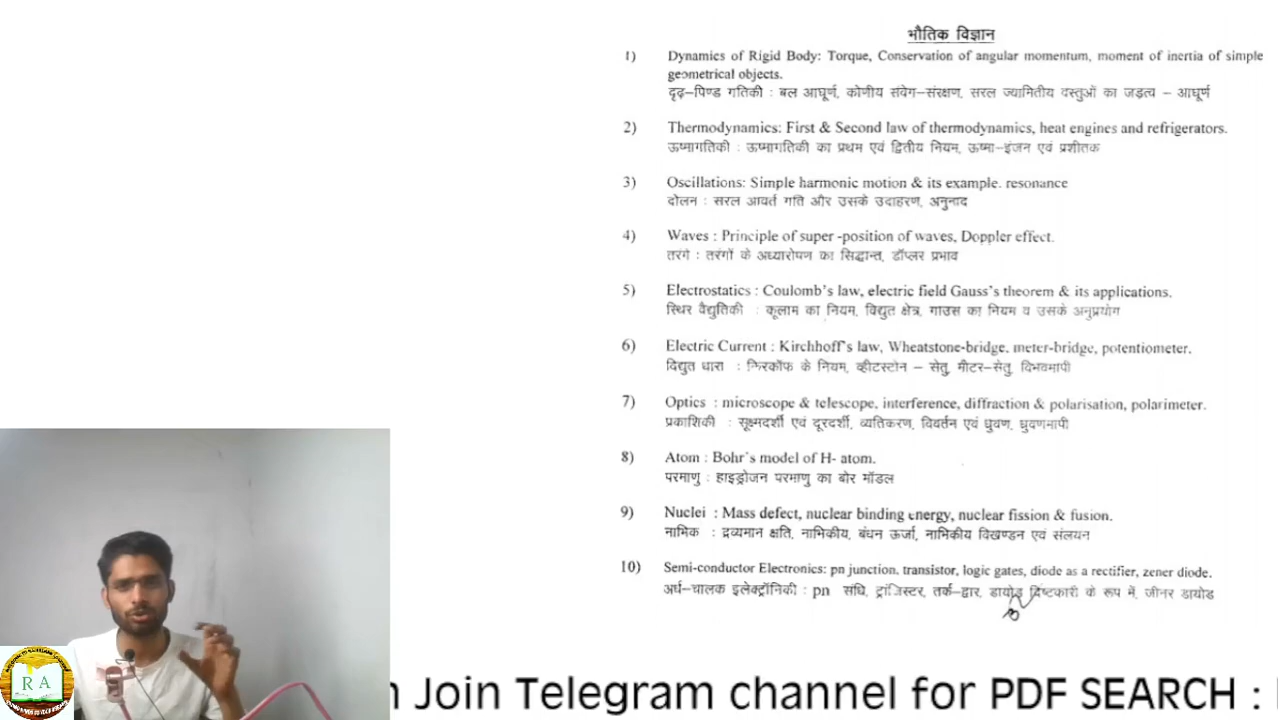 भौतिक विज्ञान
1) Dynamics of Rigid Body: Torque, Conservation of angular momentum, moment of inertia of simple
geometrical objects.
दृढ़–पिण्ड गतिकी : बल आघूर्ण, कोणीय संवेग–संरक्षण, सरल ज्यामितीय वस्तुओं का जड़त्व – आघूर्ण
2) Thermodynamics: First & Second law of thermodynamics, heat engines and refrigerators.
ऊष्मागतिकी : ऊष्मागतिकी का प्रथम एवं द्वितीय नियम, ऊष्मा–इंजन एवं प्रशीतक
3) Oscillations: Simple harmonic motion & its example. resonance
दोलन : सरल आवर्त गति और उसके उदाहरण, अनुनाद
4) Waves : Principle of super -position of waves, Doppler effect.
तरंगे : तरंगों के अध्यारोपण का सिद्धान्त, डॉप्लर प्रभाव
5) Electrostatics : Coulomb's law, electric field Gauss's theorem & its applications.
स्थिर वैद्युतिकी : कूलाम का नियम, विद्युत क्षेत्र, गाउस का नियम व उसके अनुप्रयोग
6) Electric Current : Kirchhoff's law, Wheatstone-bridge, meter-bridge, potentiometer.
विद्युत धारा : किरकोंफ के नियम, व्हीटस्टोन – सेतु, मीटर–सेतु, विभवमापी
7) Optics : microscope & telescope, interference, diffraction & polarisation, polarimeter.
प्रकाशिकी : सूक्ष्मदर्शी एवं दूरदर्शी, व्यतिकरण, विवर्तन एवं ध्रुवण, ध्रुवणमापी
8) Atom : Bohr's model of H- atom.
परमाणु : हाइड्रोजन परमाणु का बोर मॉडल
9) Nuclei : Mass defect, nuclear binding energy, nuclear fission & fusion.
नाभिक : द्रव्यमान क्षति, नाभिकीय, बंधन ऊर्जा, नाभिकीय विखण्डन एवं संलयन
10) Semi-conductor Electronics: pn junction, transistor, logic gates, diode as a rectifier, zener diode.
अर्ध–चालक इलेक्ट्रॉनिकी : pn संधि, ट्रांजिस्टर, तर्क–द्वार, डायोड दिष्टकारी के रूप में, जीनर डायोड
RA
Join Telegram channel for PDF SEARCH :